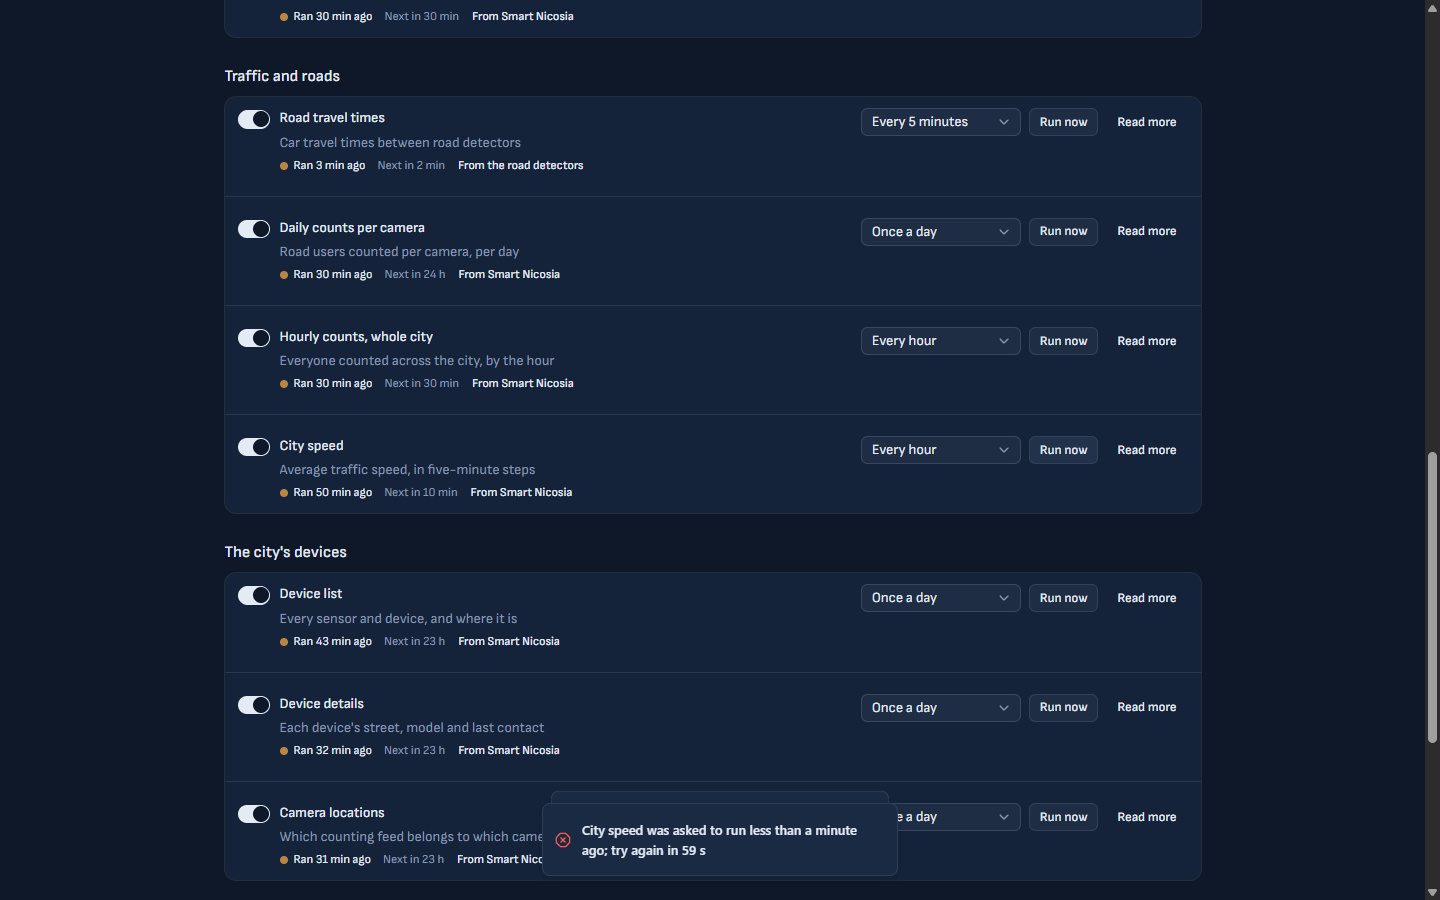 Ran 30 min ago Next in 30 min From Smart Nicosia
Traffic and roads
Road travel times Every 5 minutes Run now Read more
Car travel times between road detectors
Ran 3 min ago Next in 2 min From the road detectors
Daily counts per camera Once a day Run now Read more
Road users counted per camera, per day
Ran 30 min ago Next in 24 h From Smart Nicosia
Hourly counts, whole city Every hour Run now Read more
Everyone counted across the city, by the hour
Ran 30 min ago Next in 30 min From Smart Nicosia
City speed Every hour Run now Read more
Average traffic speed, in five-minute steps
Ran 50 min ago Next in 10 min From Smart Nicosia
The city's devices
Device list Once a day Run now Read more
Every sensor and device, and where it is
Ran 43 min ago Next in 23 h From Smart Nicosia
Device details Once a day Run now Read more
Each device's street, model and last contact
Ran 32 min ago Next in 23 h From Smart Nicosia
Camera locations e a day Run now Read more
Which counting feed belongs to which came
Ran 31 min ago Next in 23 h From Smart Nico
City speed was asked to run less than a minute
ago; try again in 59 s